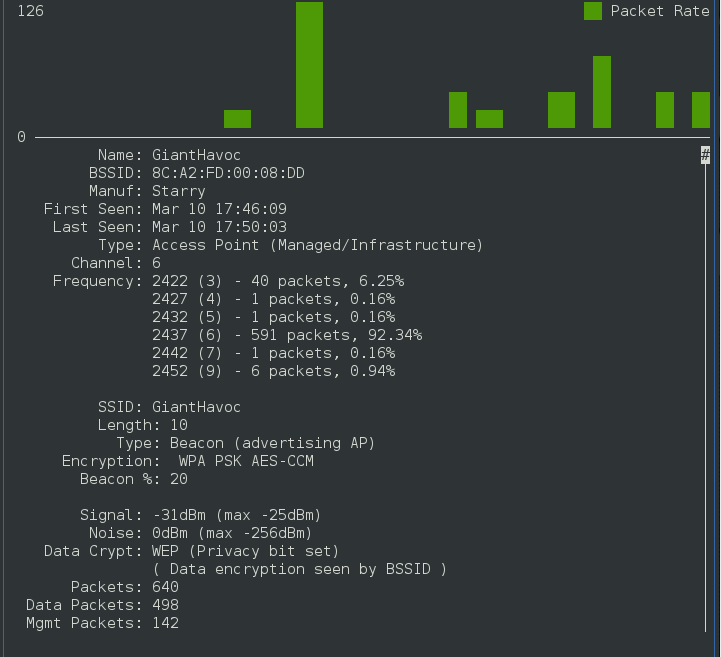 126 Packet Rate
0
Name: GiantHavoc
#
BSSID: 8C:A2:FD:00:08:DD
Manuf: Starry
First Seen: Mar 10 17:46:09
Last Seen: Mar 10 17:50:03
Type: Access Point (Managed/Infrastructure)
Channel: 6
Frequency: 2422 (3) - 40 packets, 6.25%
2427 (4) - 1 packets, 0.16%
2432 (5) - 1 packets, 0.16%
2437 (6) - 591 packets, 92.34%
2442 (7) - 1 packets, 0.16%
2452 (9) - 6 packets, 0.94%
SSID: GiantHavoc
Length: 10
Type: Beacon (advertising AP)
Encryption:  WPA PSK AES-CCM
Beacon %: 20
Signal: -31dBm (max -25dBm)
Noise: 0dBm (max -256dBm)
Data Crypt: WEP (Privacy bit set)
( Data encryption seen by BSSID )
Packets: 640
Data Packets: 498
Mgmt Packets: 142